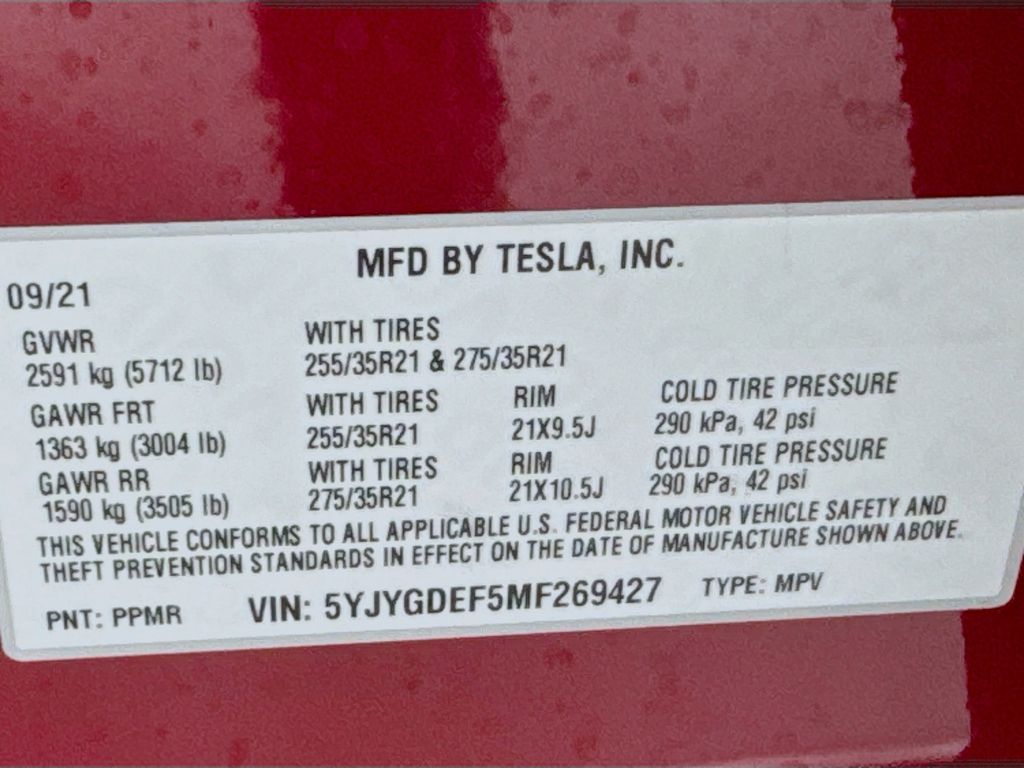 MFD BY TESLA, INC.
09/21
GVWR WITH TIRES
2591 kg (5712 lb) 255/35R21 & 275/35R21
GAWR FRT WITH TIRES RIM COLD TIRE PRESSURE
1363 kg (3004 lb) 255/35R21 21X9.5J 290 kPa, 42 psi
GAWR RR WITH TIRES RIM COLD TIRE PRESSURE
1590 kg (3505 lb) 275/35R21 21X10.5J 290 kPa, 42 psi
THIS VEHICLE CONFORMS TO ALL APPLICABLE U.S. FEDERAL MOTOR VEHICLE SAFETY AND
THEFT PREVENTION STANDARDS IN EFFECT ON THE DATE OF MANUFACTURE SHOWN ABOVE.
PNT: PPMR VIN: 5YJYGDEF5MF269427 TYPE: MPV